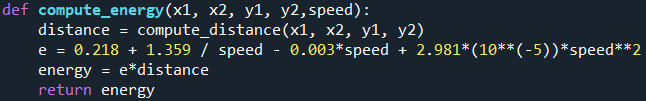 def compute_energy(x1, x2, y1, y2,speed):
    distance = compute_distance(x1, x2, y1, y2)
    e = 0.218 + 1.359 / speed - 0.003*speed + 2.981*(10**(-5))*speed**2
    energy = e*distance
    return energy